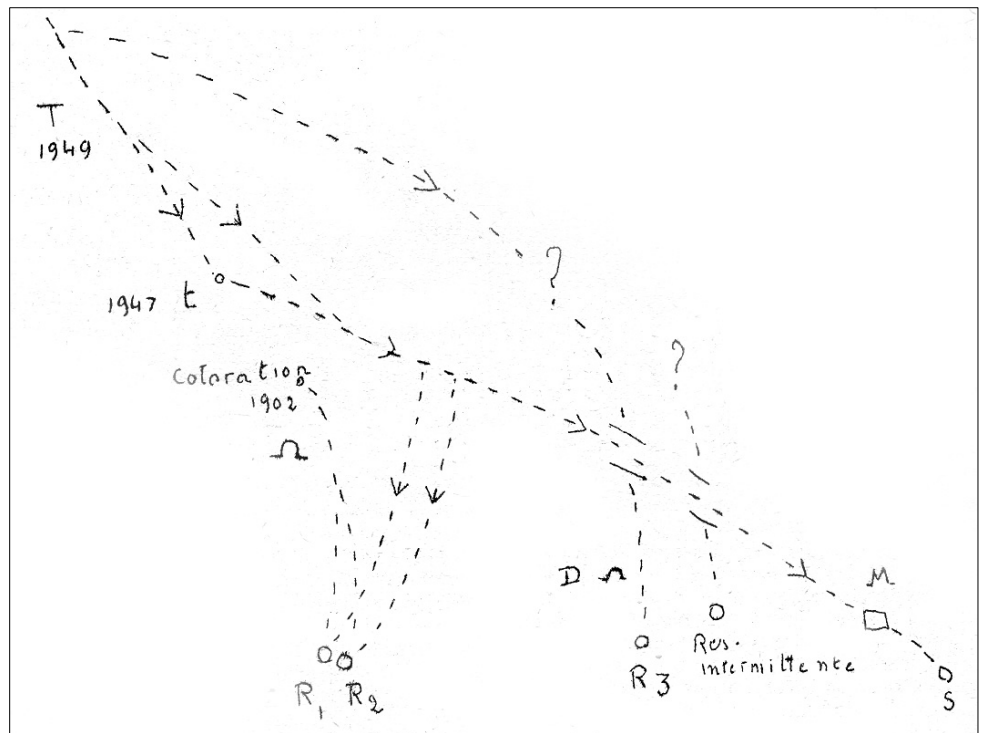 T
1949
?
1947 t
?
Coloration
1902
Ω
D Ω
M
R1 R2
R3
Res.
intermittente
S